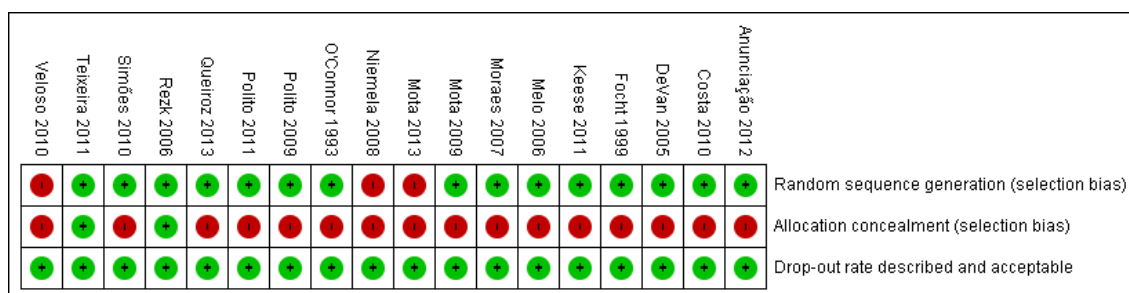 Veloso 2010
Teixeira 2011
Simões 2010
Rezk 2006
Queiroz 2013
Polito 2011
Polito 2009
O'Connor 1993
Niemela 2008
Mota 2013
Mota 2009
Moraes 2007
Melo 2006
Keese 2011
Focht 1999
DeVan 2005
Costa 2010
Anunciação 2012
- + + + + + + + - - + + + + + + + + Random sequence generation (selection bias)
- + - + - - - - - - - - - - - - - - Allocation concealment (selection bias)
+ + + + + + + + + + + + + + + + + + Drop-out rate described and acceptable